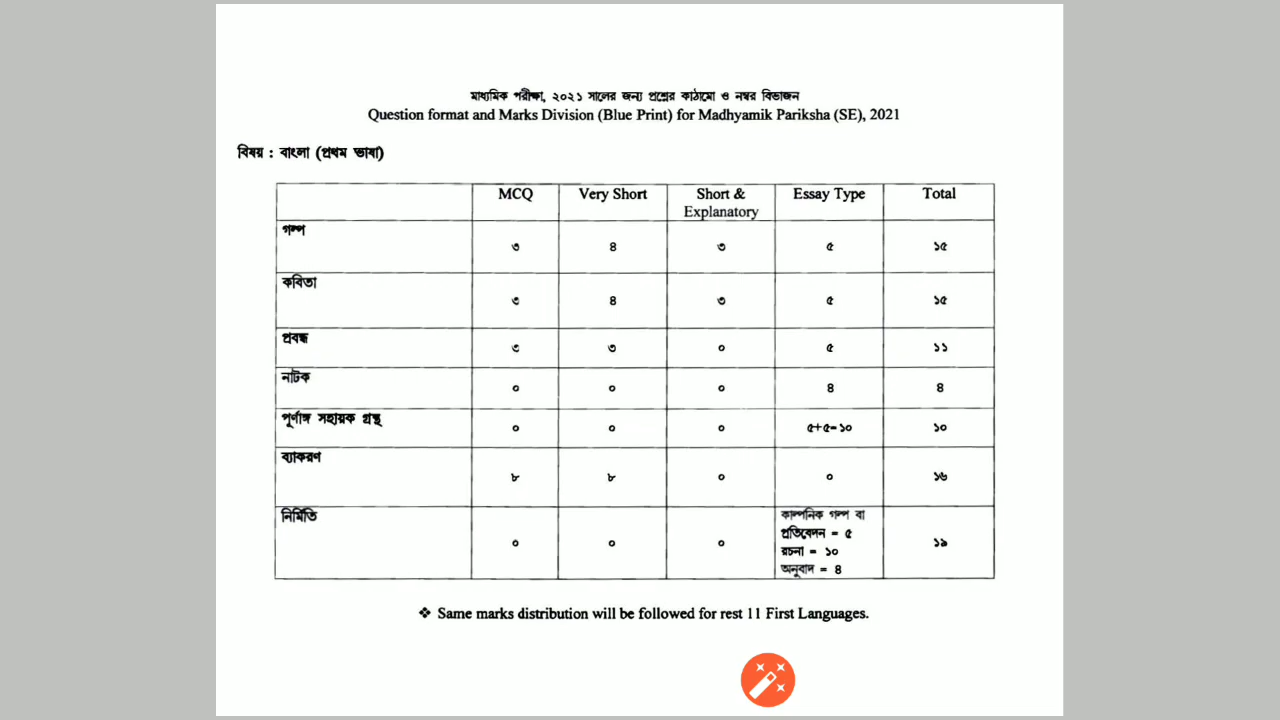 মাধ্যমিক পরীক্ষা, ২০২১ সালের জন্য প্রশ্নের কাঠামো ও নম্বর বিভাজন
Question format and Marks Division (Blue Print) for Madhyamik Pariksha (SE), 2021
বিষয় : বাংলা (প্রথম ভাষা)
MCQ Very Short Short & Explanatory Essay Type Total
গল্প ৩ ৪ ৩ ৫ ১৫
কবিতা ৩ ৪ ৩ ৫ ১৫
প্রবন্ধ ৩ ৩ ০ ৫ ১১
নাটক ০ ০ ০ ৪ ৪
পূর্ণাঙ্গ সহায়ক গ্রন্থ ০ ০ ০ ৫+৫=১০ ১০
ব্যাকরণ ৮ ৮ ০ ০ ১৬
নির্মিতি ০ ০ ০ কাল্পনিক গল্প বা
প্রতিবেদন = ৫
রচনা = ১০
অনুবাদ = ৪
১৯
❖ Same marks distribution will be followed for rest 11 First Languages.